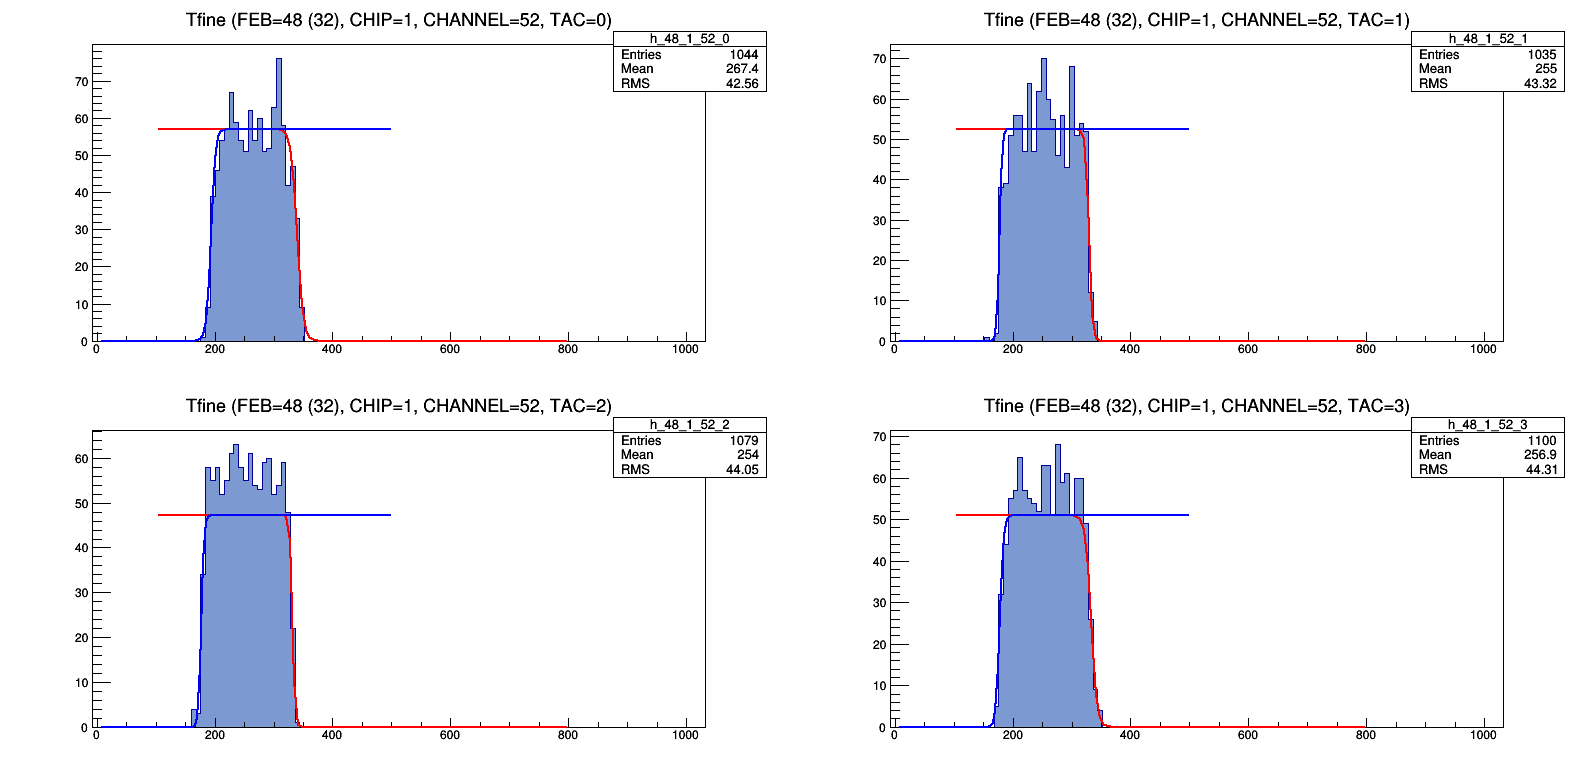 Tfine (FEB=48 (32), CHIP=1, CHANNEL=52, TAC=0)
h_48_1_52_0
Entries 1044
Mean 267.4
RMS 42.56
70
60
50
40
30
20
10
0
0 200 400 600 800 1000
Tfine (FEB=48 (32), CHIP=1, CHANNEL=52, TAC=1)
h_48_1_52_1
Entries 1035
Mean 255
RMS 43.32
70
60
50
40
30
20
10
0
0 200 400 600 800 1000
Tfine (FEB=48 (32), CHIP=1, CHANNEL=52, TAC=2)
h_48_1_52_2
Entries 1079
Mean 254
RMS 44.05
60
50
40
30
20
10
0
0 200 400 600 800 1000
Tfine (FEB=48 (32), CHIP=1, CHANNEL=52, TAC=3)
h_48_1_52_3
Entries 1100
Mean 256.9
RMS 44.31
70
60
50
40
30
20
10
0
0 200 400 600 800 1000